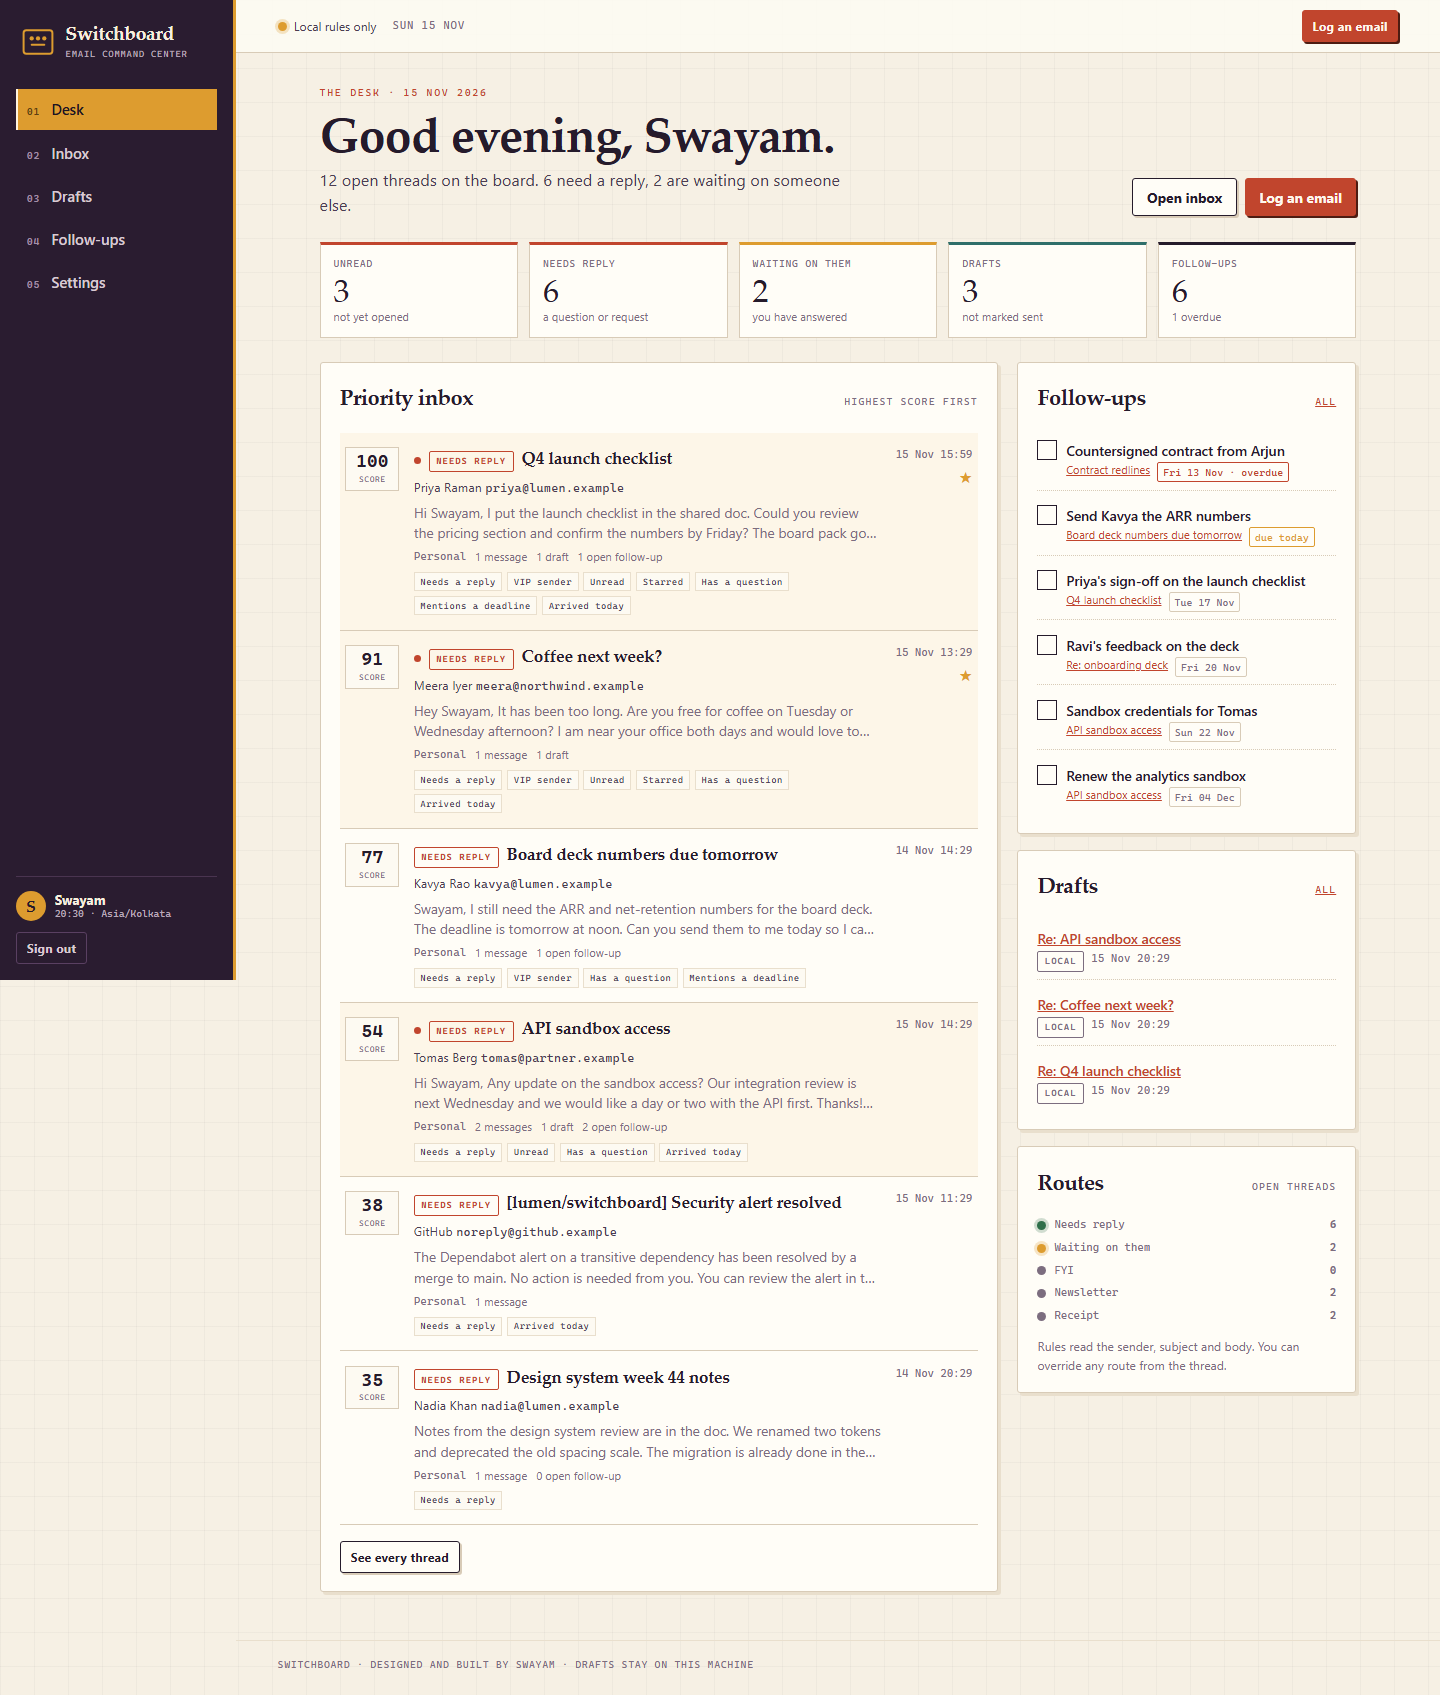 Switchboard
EMAIL COMMAND CENTER
01 Desk
02 Inbox
03 Drafts
04 Follow-ups
05 Settings
S
Swayam
20:30 · Asia/Kolkata
Sign out
Local rules only
SUN 15 NOV
Log an email
THE DESK · 15 NOV 2026
Good evening, Swayam.
12 open threads on the board. 6 need a reply, 2 are waiting on someone
else.
Open inbox
Log an email
UNREAD
3
not yet opened
NEEDS REPLY
6
a question or request
WAITING ON THEM
2
you have answered
DRAFTS
3
not marked sent
FOLLOW-UPS
6
1 overdue
Priority inbox
HIGHEST SCORE FIRST
100
SCORE
NEEDS REPLY Q4 launch checklist
15 Nov 15:59
★
Priya Raman priya@lumen.example
Hi Swayam, I put the launch checklist in the shared doc. Could you review
the pricing section and confirm the numbers by Friday? The board pack go…
Personal 1 message 1 draft 1 open follow-up
Needs a reply VIP sender Unread Starred Has a question
Mentions a deadline Arrived today
91
SCORE
NEEDS REPLY Coffee next week?
15 Nov 13:29
★
Meera Iyer meera@northwind.example
Hey Swayam, It has been too long. Are you free for coffee on Tuesday or
Wednesday afternoon? I am near your office both days and would love to…
Personal 1 message 1 draft
Needs a reply VIP sender Unread Starred Has a question
Arrived today
77
SCORE
NEEDS REPLY Board deck numbers due tomorrow
14 Nov 14:29
Kavya Rao kavya@lumen.example
Swayam, I still need the ARR and net-retention numbers for the board deck.
The deadline is tomorrow at noon. Can you send them to me today so I ca…
Personal 1 message 1 open follow-up
Needs a reply VIP sender Has a question Mentions a deadline
54
SCORE
NEEDS REPLY API sandbox access
15 Nov 14:29
Tomas Berg tomas@partner.example
Hi Swayam, Any update on the sandbox access? Our integration review is
next Wednesday and we would like a day or two with the API first. Thanks!…
Personal 2 messages 1 draft 2 open follow-up
Needs a reply Unread Has a question Arrived today
38
SCORE
NEEDS REPLY [lumen/switchboard] Security alert resolved
15 Nov 11:29
GitHub noreply@github.example
The Dependabot alert on a transitive dependency has been resolved by a
merge to main. No action is needed from you. You can review the alert in t…
Personal 1 message
Needs a reply Arrived today
35
SCORE
NEEDS REPLY Design system week 44 notes
14 Nov 20:29
Nadia Khan nadia@lumen.example
Notes from the design system review are in the doc. We renamed two tokens
and deprecated the old spacing scale. The migration is already done in the…
Personal 1 message 0 open follow-up
Needs a reply
See every thread
Follow-ups
ALL
Countersigned contract from Arjun
Contract redlines Fri 13 Nov · overdue
Send Kavya the ARR numbers
Board deck numbers due tomorrow due today
Priya's sign-off on the launch checklist
Q4 launch checklist Tue 17 Nov
Ravi's feedback on the deck
Re: onboarding deck Fri 20 Nov
Sandbox credentials for Tomas
API sandbox access Sun 22 Nov
Renew the analytics sandbox
API sandbox access Fri 04 Dec
Drafts
ALL
Re: API sandbox access
LOCAL 15 Nov 20:29
Re: Coffee next week?
LOCAL 15 Nov 20:29
Re: Q4 launch checklist
LOCAL 15 Nov 20:29
Routes
OPEN THREADS
Needs reply 6
Waiting on them 2
FYI 0
Newsletter 2
Receipt 2
Rules read the sender, subject and body. You can
override any route from the thread.
SWITCHBOARD · DESIGNED AND BUILT BY SWAYAM · DRAFTS STAY ON THIS MACHINE